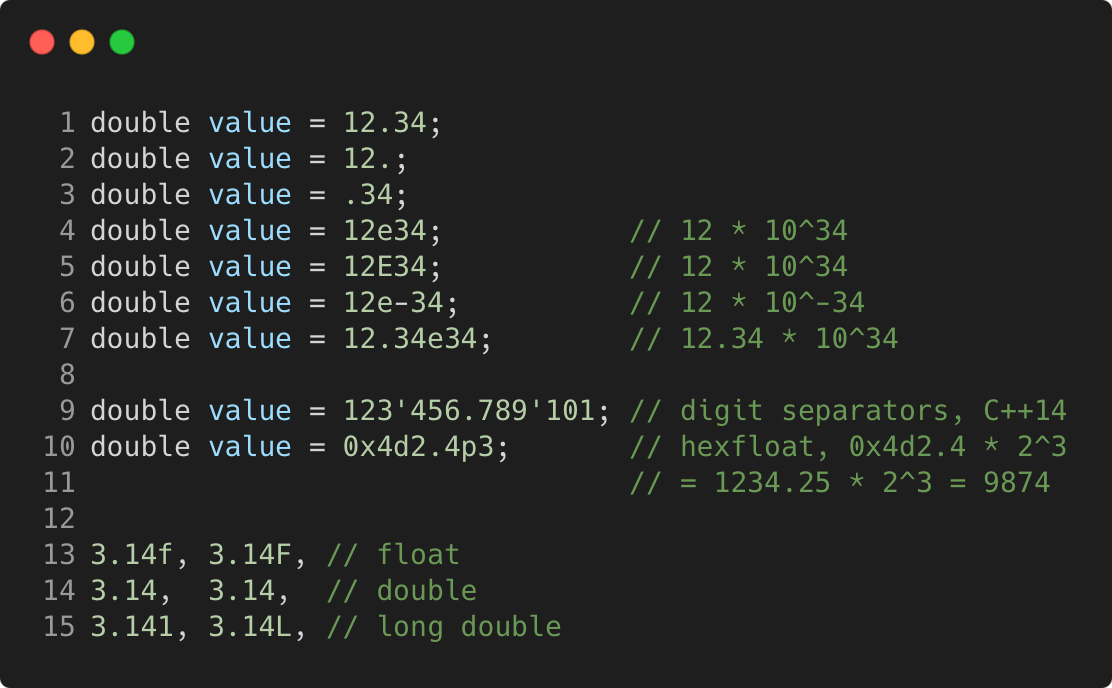 1 double value = 12.34;
2 double value = 12.;
3 double value = .34;
4 double value = 12e34; // 12 * 10^34
5 double value = 12E34; // 12 * 10^34
6 double value = 12e-34; // 12 * 10^-34
7 double value = 12.34e34; // 12.34 * 10^34
8
9 double value = 123'456.789'101; // digit separators, C++14
10 double value = 0x4d2.4p3; // hexfloat, 0x4d2.4 * 2^3
11 // = 1234.25 * 2^3 = 9874
12
13 3.14f, 3.14F, // float
14 3.14, 3.14, // double
15 3.141, 3.14L, // long double